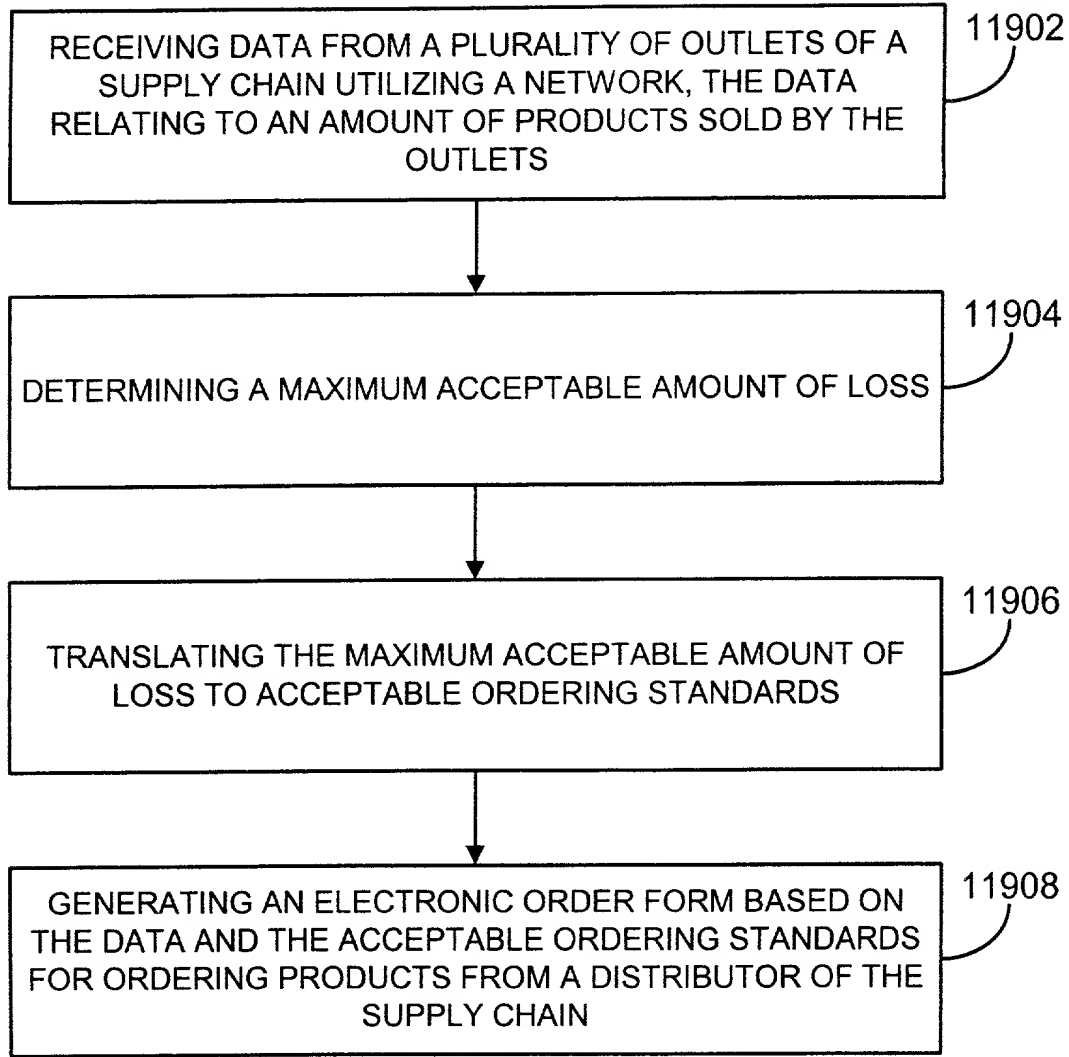 RECEIVING DATA FROM A PLURALITY OF OUTLETS OF A
SUPPLY CHAIN UTILIZING A NETWORK, THE DATA
RELATING TO AN AMOUNT OF PRODUCTS SOLD BY THE
OUTLETS
11902
DETERMINING A MAXIMUM ACCEPTABLE AMOUNT OF LOSS
11904
TRANSLATING THE MAXIMUM ACCEPTABLE AMOUNT OF
LOSS TO ACCEPTABLE ORDERING STANDARDS
11906
GENERATING AN ELECTRONIC ORDER FORM BASED ON
THE DATA AND THE ACCEPTABLE ORDERING STANDARDS
FOR ORDERING PRODUCTS FROM A DISTRIBUTOR OF THE
SUPPLY CHAIN
11908